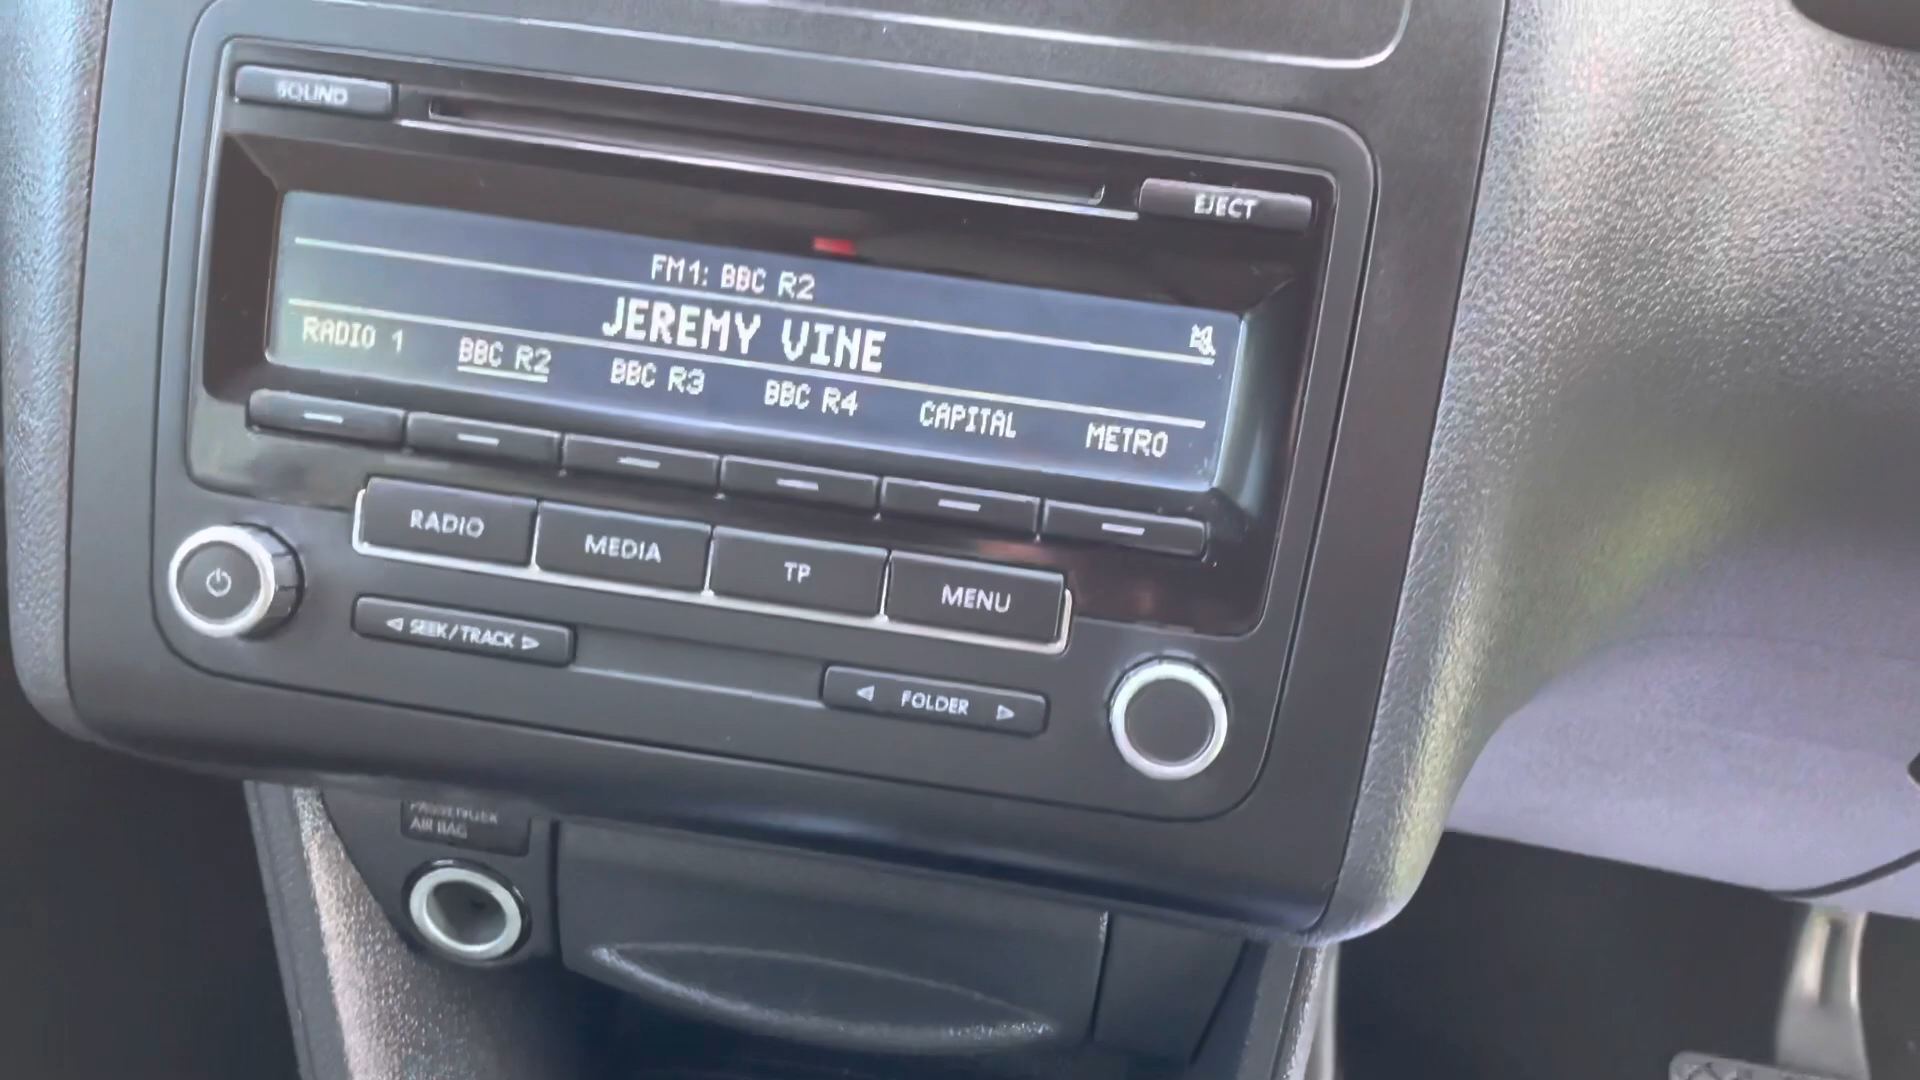 SOUND
EJECT
FM1: BBC R2
JEREMY VINE
RADIO 1 BBC R2 BBC R3 BBC R4 CAPITAL METRO
RADIO MEDIA TP MENU
SEEK/TRACK
FOLDER
PASSENGER
AIR BAG